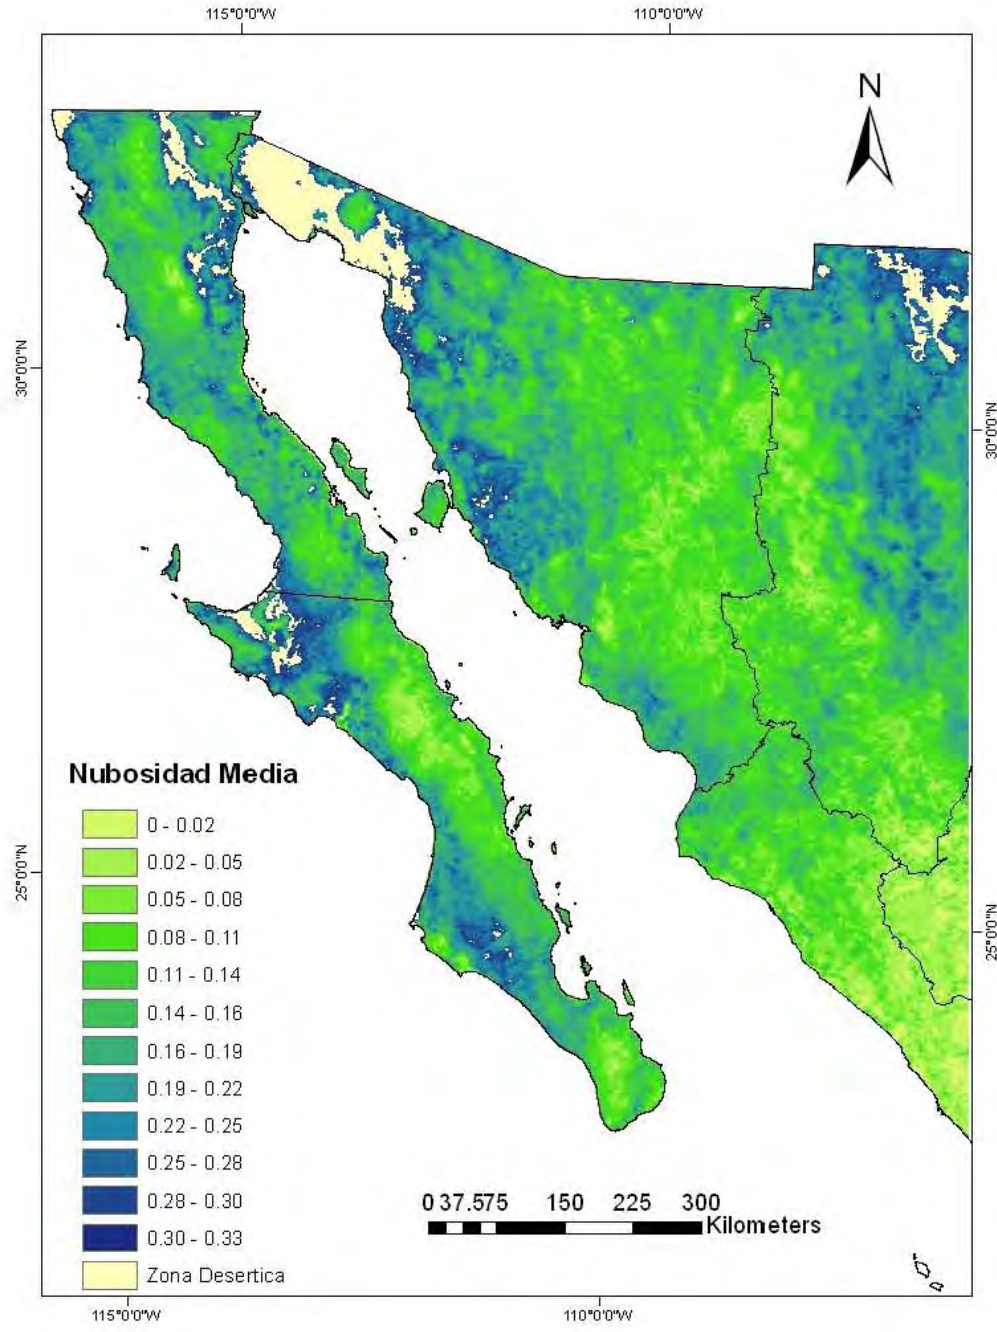 115°0'0"W
110°0'0"W
N
30°0'0"N
30°0'0"N
Nubosidad Media
0 - 0.02
0.02 - 0.05
25°0'0"N
0.05 - 0.08
0.08 - 0.11
25°0'0"N
0.11 - 0.14
0.14 - 0.16
0.16 - 0.19
0.19 - 0.22
0.22 - 0.25
0.25 - 0.28
0.28 - 0.30
0.30 - 0.33
Zona Desertica
0 37.575 150 225 300
Kilometers
115°0'0"W
110°0'0"W